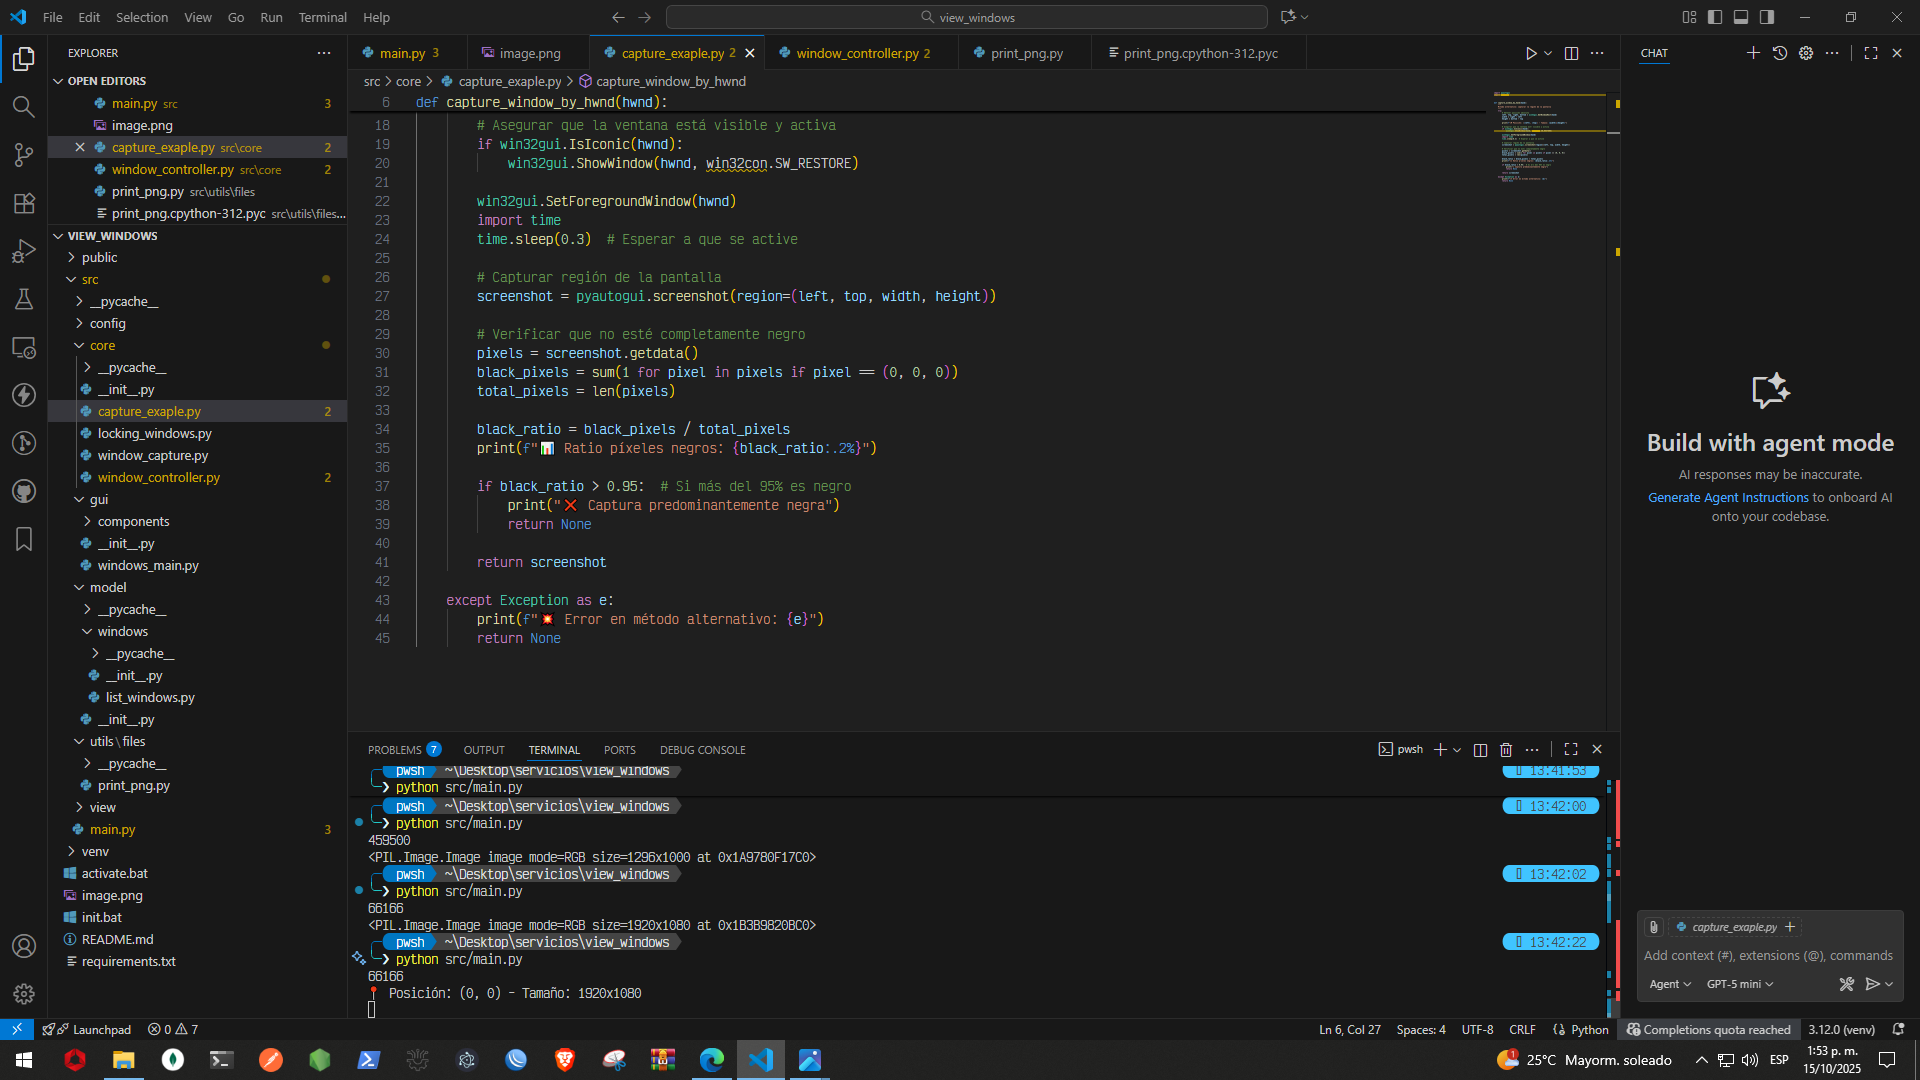 File Edit Selection View Go Run Terminal Help
view_windows
EXPLORER
OPEN EDITORS
main.py src 3
image.png
capture_exaple.py src\core 2
window_controller.py src\core 2
print_png.py src\utils\files
print_png.cpython-312.pyc src\utils\files...
VIEW_WINDOWS
public
src
__pycache__
config
core
__pycache__
__init__.py
capture_exaple.py 2
locking_windows.py
window_capture.py
window_controller.py 2
gui
components
__init__.py
windows_main.py
model
__pycache__
windows
__pycache__
__init__.py
list_windows.py
__init__.py
utils\files
__pycache__
print_png.py
view
main.py 3
venv
activate.bat
image.png
init.bat
README.md
requirements.txt
main.py 3
image.png
capture_exaple.py 2
window_controller.py 2
print_png.py
print_png.cpython-312.pyc
src > core > capture_exaple.py > capture_window_by_hwnd
6 def capture_window_by_hwnd(hwnd):
18 # Asegurar que la ventana está visible y activa
19 if win32gui.IsIconic(hwnd):
20 win32gui.ShowWindow(hwnd, win32con.SW_RESTORE)
21
22 win32gui.SetForegroundWindow(hwnd)
23 import time
24 time.sleep(0.3) # Esperar a que se active
25
26 # Capturar región de la pantalla
27 screenshot = pyautogui.screenshot(region=(left, top, width, height))
28
29 # Verificar que no esté completamente negro
30 pixels = screenshot.getdata()
31 black_pixels = sum(1 for pixel in pixels if pixel == (0, 0, 0))
32 total_pixels = len(pixels)
33
34 black_ratio = black_pixels / total_pixels
35 print(f"📊 Ratio píxeles negros: {black_ratio:.2%}")
36
37 if black_ratio > 0.95: # Si más del 95% es negro
38 print("❌ Captura predominantemente negra")
39 return None
40
41 return screenshot
42
43 except Exception as e:
44 print(f"💥 Error en método alternativo: {e}")
45 return None
PROBLEMS 7 OUTPUT TERMINAL PORTS DEBUG CONSOLE
pwsh
pwsh ~\Desktop\servicios\view_windows 13:41:53
❯ python src/main.py
pwsh ~\Desktop\servicios\view_windows 13:42:00
❯ python src/main.py
459500
<PIL.Image.Image image mode=RGB size=1296x1000 at 0x1A9780F17C0>
pwsh ~\Desktop\servicios\view_windows 13:42:02
❯ python src/main.py
66166
<PIL.Image.Image image mode=RGB size=1920x1080 at 0x1B3B9820BC0>
pwsh ~\Desktop\servicios\view_windows 13:42:22
❯ python src/main.py
66166
📍 Posición: (0, 0) - Tamaño: 1920x1080
CHAT
Build with agent mode
AI responses may be inaccurate.
Generate Agent Instructions to onboard AI
onto your codebase.
capture_exaple.py
Add context (#), extensions (@), commands
Agent GPT-5 mini
Launchpad 0 7
Ln 6, Col 27 Spaces: 4 UTF-8 CRLF Python Completions quota reached 3.12.0 (venv)
1 25°C Mayorm. soleado ESP
1:53 p. m.
15/10/2025